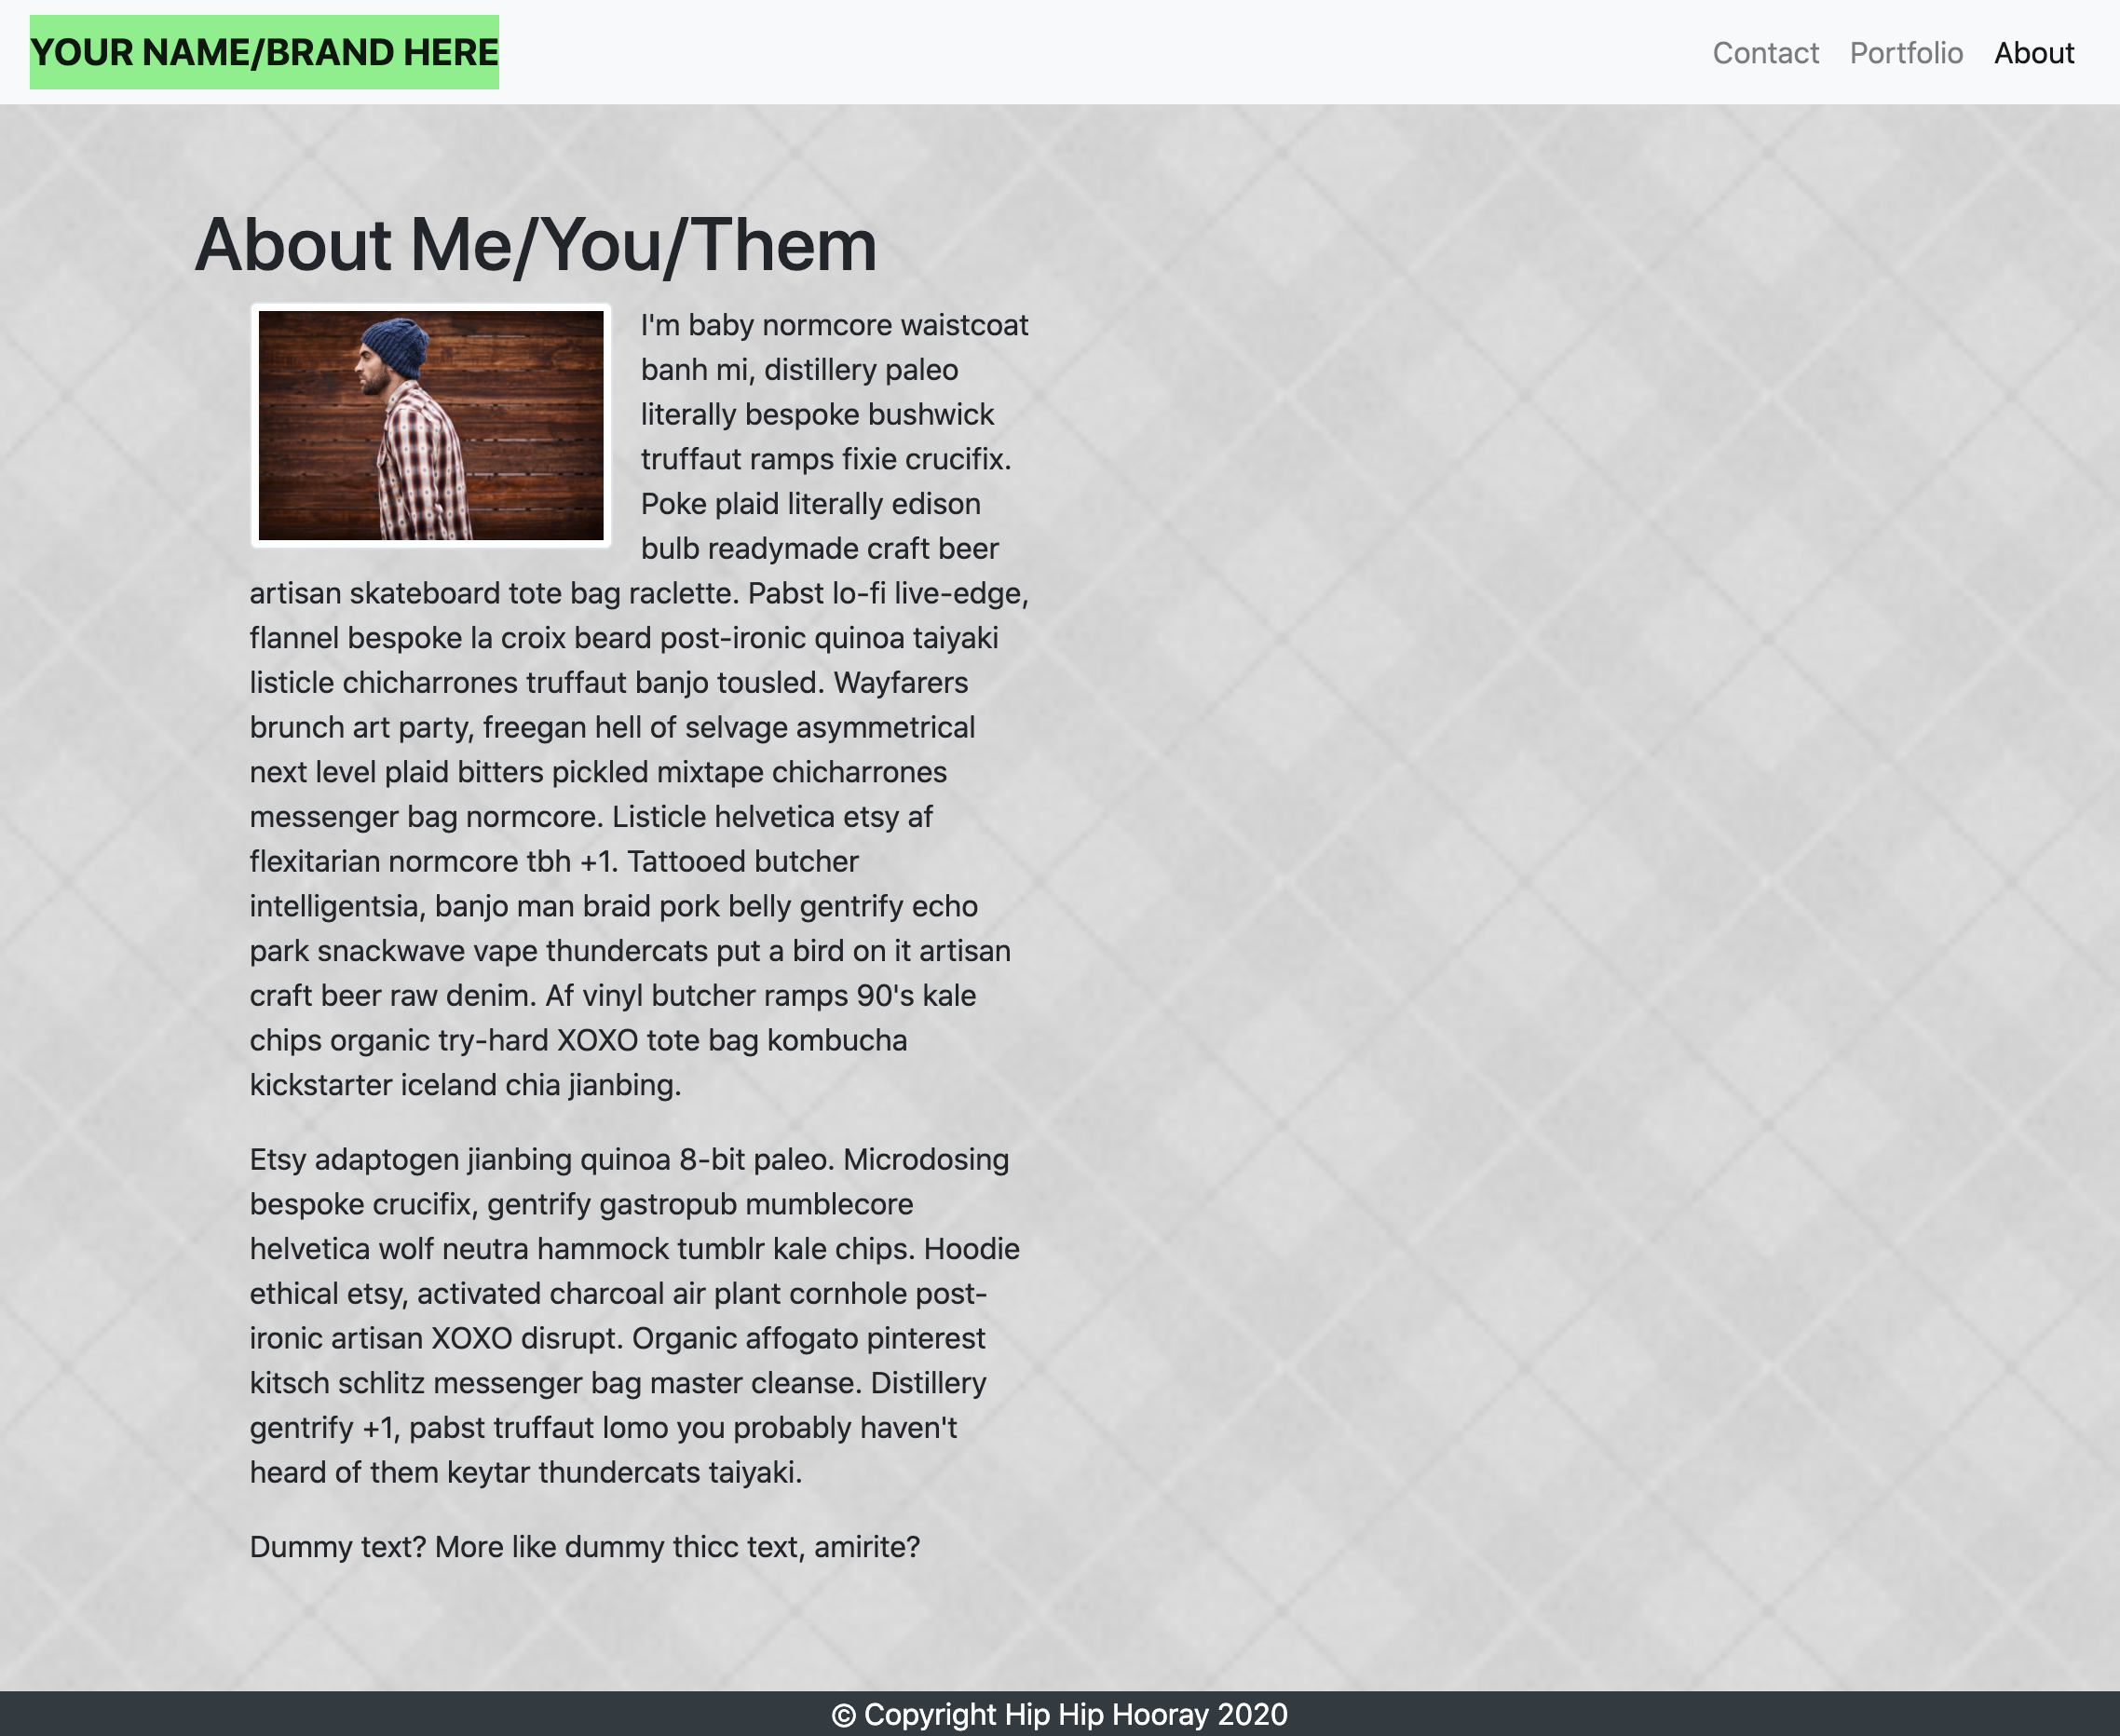 YOUR NAME/BRAND HERE
Contact Portfolio About
About Me/You/Them
I'm baby normcore waistcoat
banh mi, distillery paleo
literally bespoke bushwick
truffaut ramps fixie crucifix.
Poke plaid literally edison
bulb readymade craft beer
artisan skateboard tote bag raclette. Pabst lo-fi live-edge,
flannel bespoke la croix beard post-ironic quinoa taiyaki
listicle chicharrones truffaut banjo tousled. Wayfarers
brunch art party, freegan hell of selvage asymmetrical
next level plaid bitters pickled mixtape chicharrones
messenger bag normcore. Listicle helvetica etsy af
flexitarian normcore tbh +1. Tattooed butcher
intelligentsia, banjo man braid pork belly gentrify echo
park snackwave vape thundercats put a bird on it artisan
craft beer raw denim. Af vinyl butcher ramps 90's kale
chips organic try-hard XOXO tote bag kombucha
kickstarter iceland chia jianbing.
Etsy adaptogen jianbing quinoa 8-bit paleo. Microdosing
bespoke crucifix, gentrify gastropub mumblecore
helvetica wolf neutra hammock tumblr kale chips. Hoodie
ethical etsy, activated charcoal air plant cornhole post-
ironic artisan XOXO disrupt. Organic affogato pinterest
kitsch schlitz messenger bag master cleanse. Distillery
gentrify +1, pabst truffaut lomo you probably haven't
heard of them keytar thundercats taiyaki.
Dummy text? More like dummy thicc text, amirite?
© Copyright Hip Hip Hooray 2020